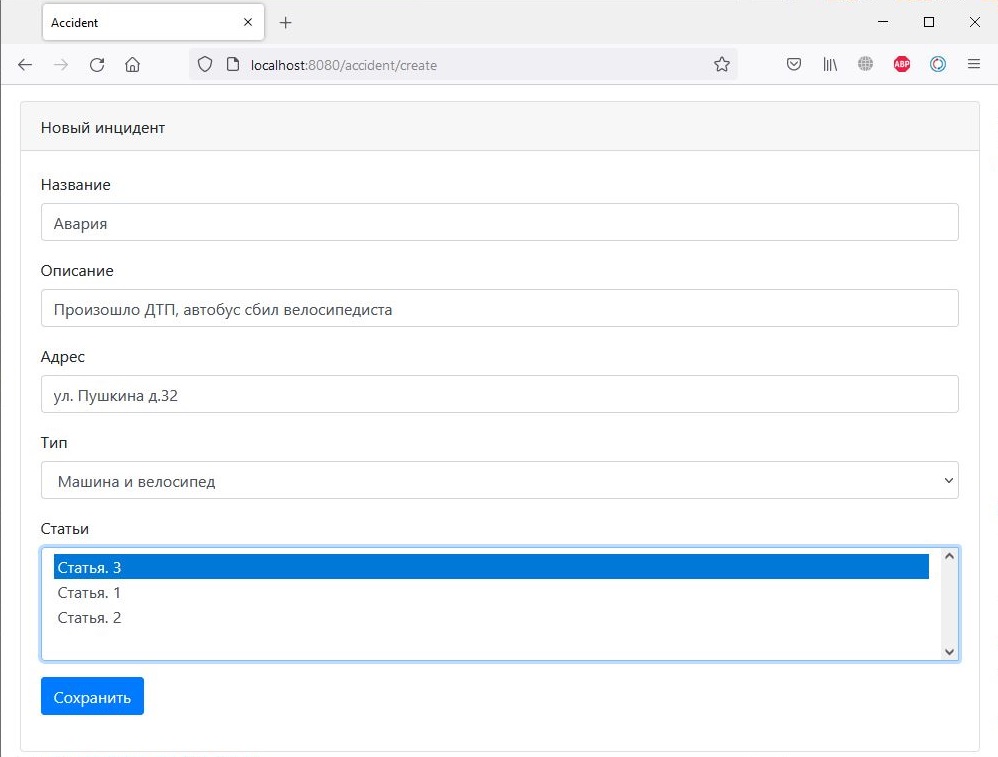 Accident
localhost:8080/accident/create
ABP
Новый инцидент
Название
Авария
Описание
Произошло ДТП, автобус сбил велосипедиста
Адрес
ул. Пушкина д.32
Тип
Машина и велосипед
Статьи
Статья. 3
Статья. 1
Статья. 2
Сохранить